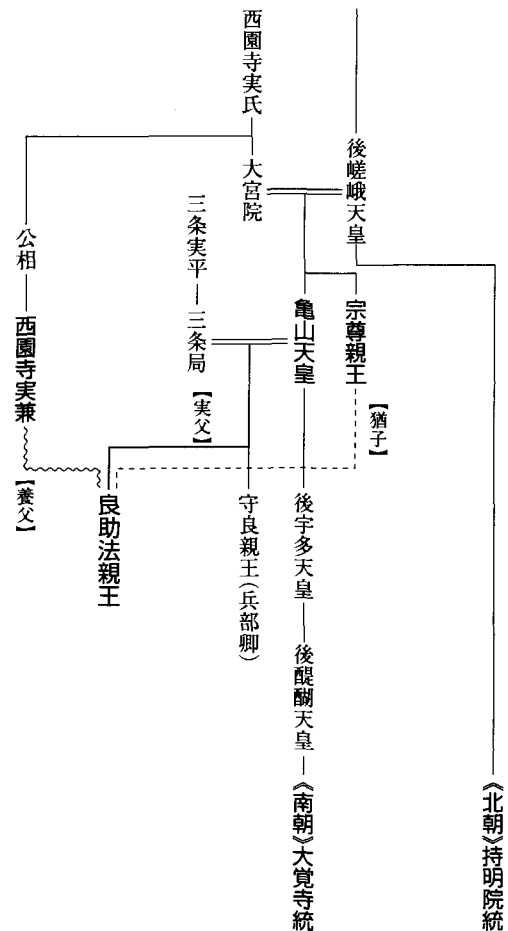 《北朝》持明院統
後嵯峨天皇
宗尊親王
【猶子】
亀山天皇
後宇多天皇
後醍醐天皇
《南朝》大覚寺統
西園寺実氏
大宮院
三条実平
三条局
【実父】
守良親王(兵部卿)
良助法親王
公相
西園寺実兼
【養父】